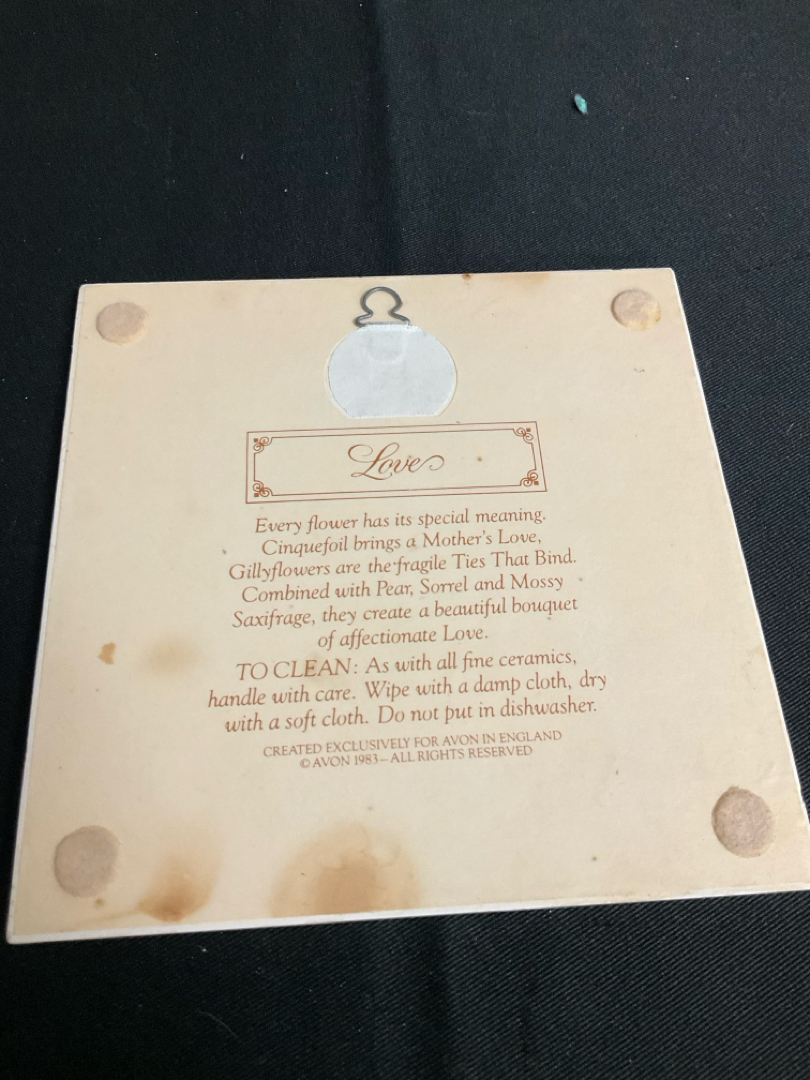 Love
Every flower has its special meaning.
Cinquefoil brings a Mother's Love,
Gillyflowers are the fragile Ties That Bind.
Combined with Pear, Sorrel and Mossy
Saxifrage, they create a beautiful bouquet
of affectionate Love.
TO CLEAN: As with all fine ceramics,
handle with care. Wipe with a damp cloth, dry
with a soft cloth. Do not put in dishwasher.
CREATED EXCLUSIVELY FOR AVON IN ENGLAND
© AVON 1983–ALL RIGHTS RESERVED